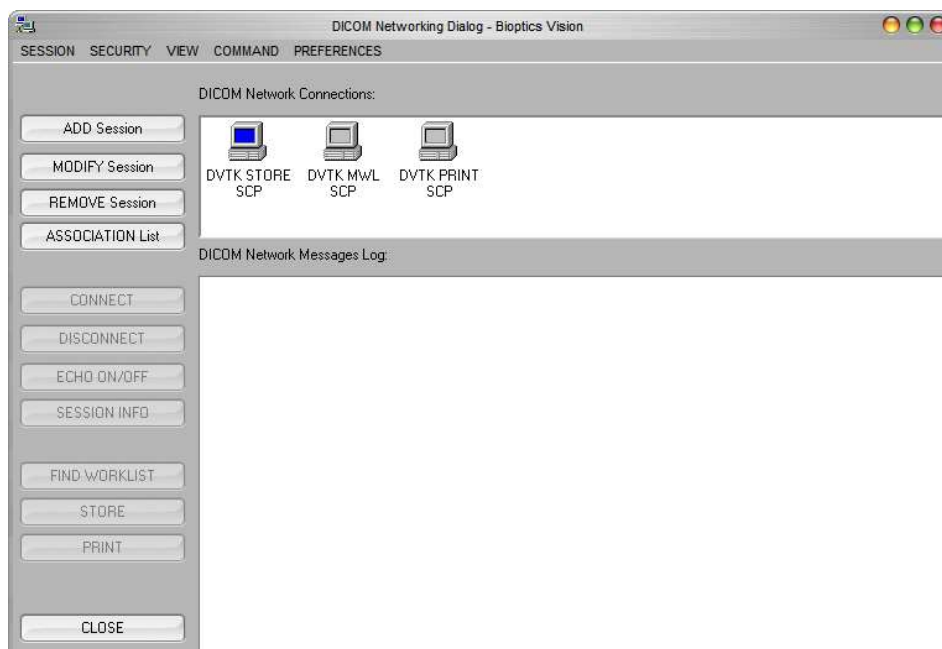 DICOM Networking Dialog - Bioptics Vision
SESSION SECURITY VIEW COMMAND PREFERENCES
DICOM Network Connections:
ADD Session
MODIFY Session
REMOVE Session
ASSOCIATION List
DVTK STORE
SCP
DVTK MWL
SCP
DVTK PRINT
SCP
DICOM Network Messages Log:
CONNECT
DISCONNECT
ECHO ON/OFF
SESSION INFO
FIND WORKLIST
STORE
PRINT
CLOSE